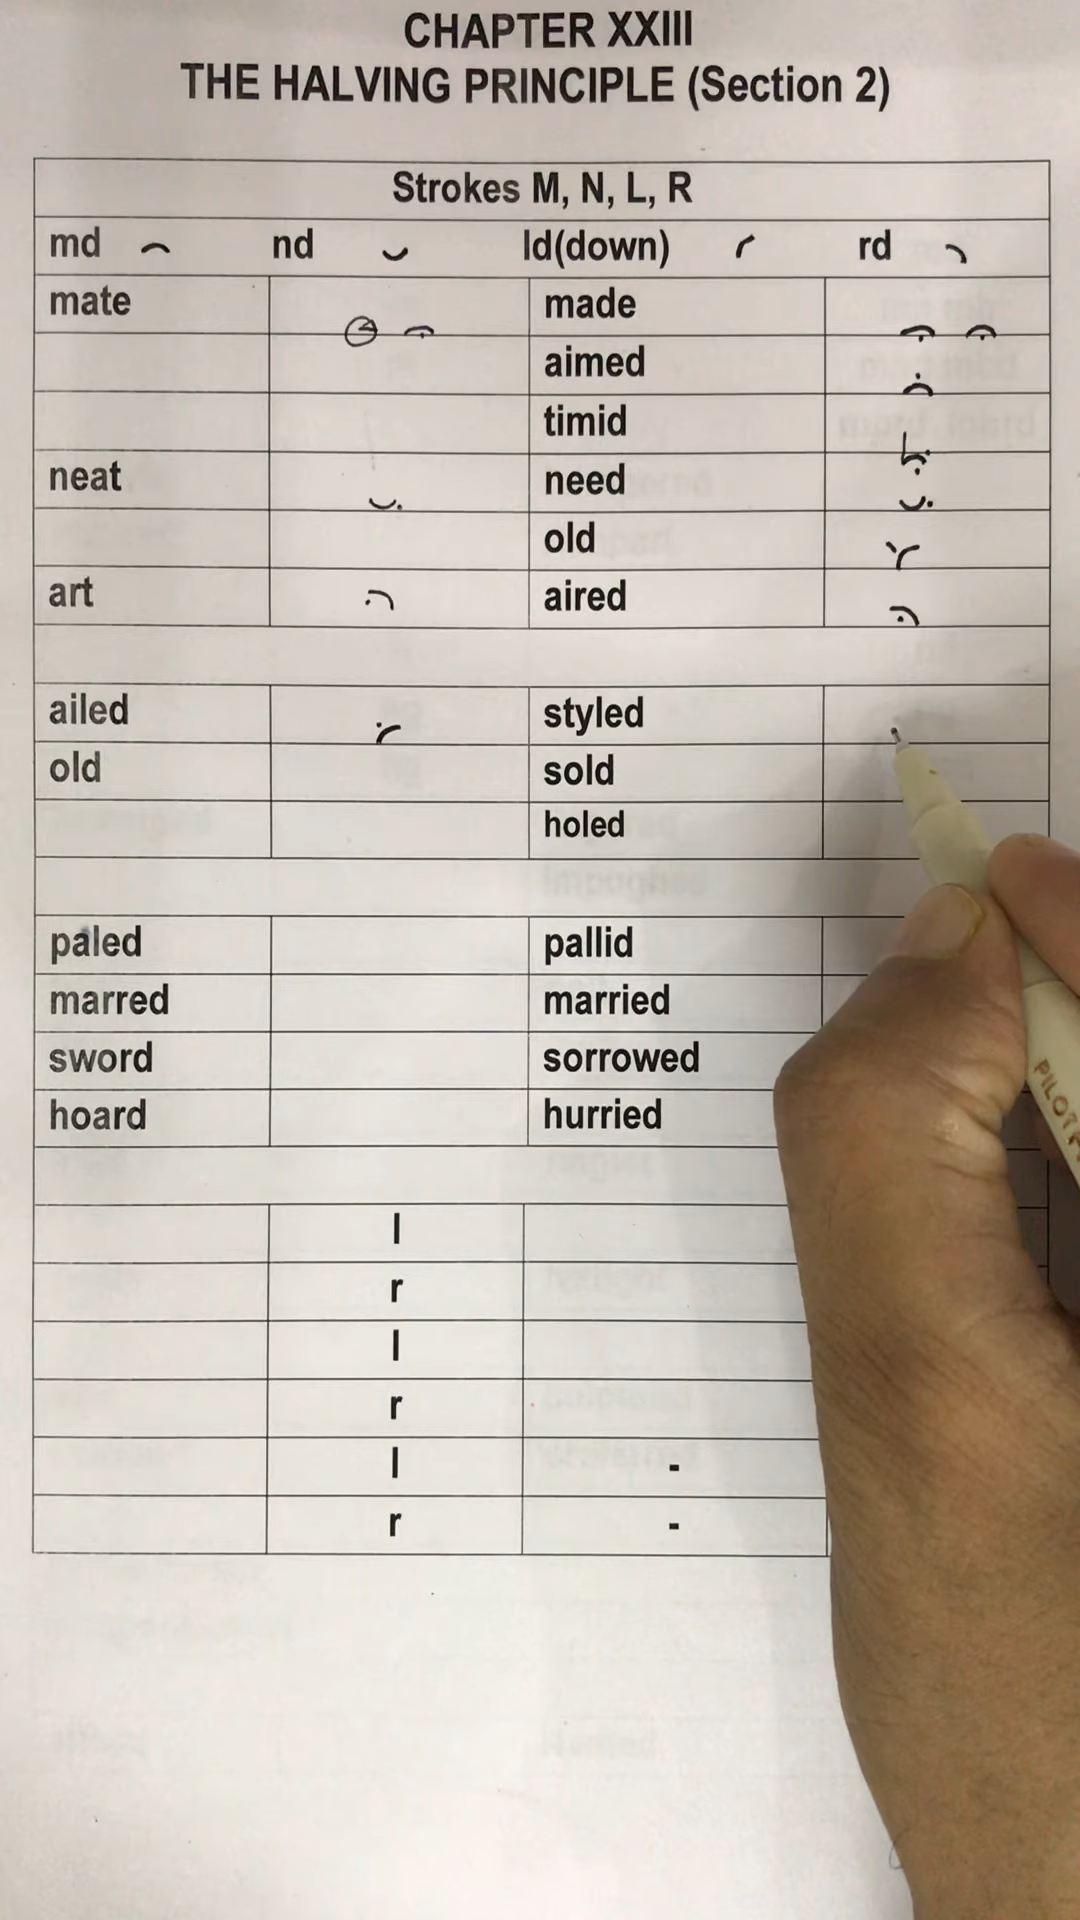 CHAPTER XXIII
THE HALVING PRINCIPLE (Section 2)
Strokes M, N, L, R
md nd ld(down) rd
mate made
aimed
timid
neat need
old
art aired
ailed styled
old sold
holed
paled pallid
marred married
sword sorrowed
hoard hurried
l
r
l
r
l -
r -
PILOT